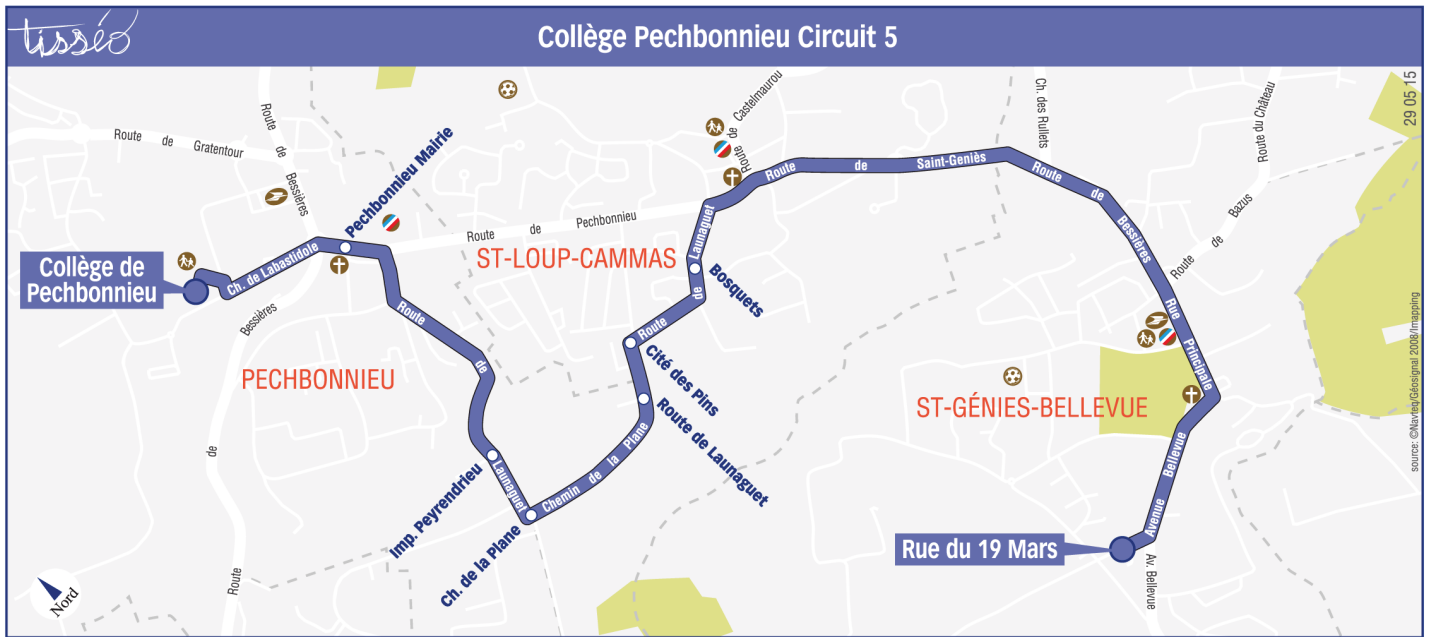 tisséo
Collège Pechbonnieu Circuit 5
29 05 15
Route de Gratentour
Route de Bessières
Pechbonnieu Mairie
Route de Castelmaurou
Ch. des Rullets
Route du Château
Route de Bazus
Route de Pechbonnieu
ST-LOUP-CAMMAS
Route de Saint-Geniès
Route de Bessières
Rue Principale
Collège de
Pechbonnieu
Ch. de Labastidole
Route de Bessières
PECHBONNIEU
Route de Launaguet
Route de Launaguet
Bosquets
Cité des Pins
Route de Launaguet
Chemin de la Plane
Imp. Peyrendrieu
Ch. de la Plane
ST-GÉNIES-BELLEVUE
Avenue Bellevue
Rue du 19 Mars
Av. Bellevue
Nord
source: ©Navteq/Géosignal 2008/Imapping